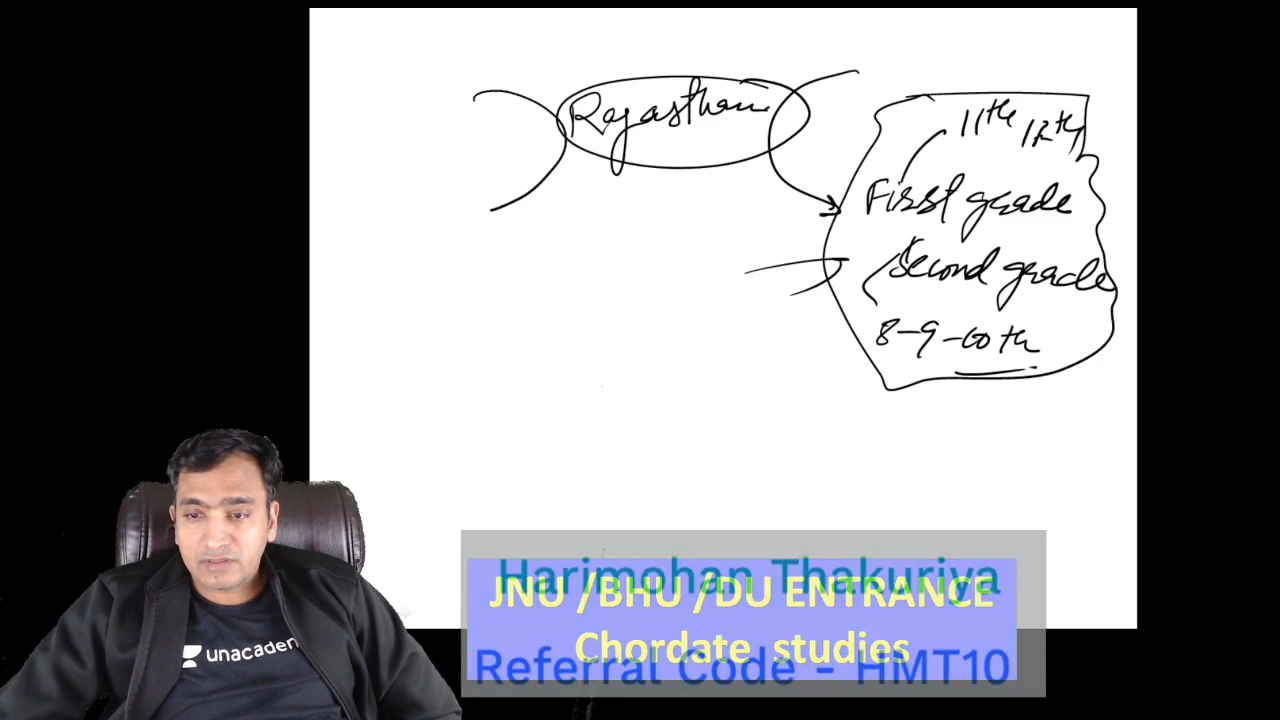 Rajasthan
11th 12th
First grade
Second grade
8-9-10th
Harimohan Thakuriya
JNU /BHU /DU ENTRANCE
Chordate studies
Referral Code - HMT10
unacadem